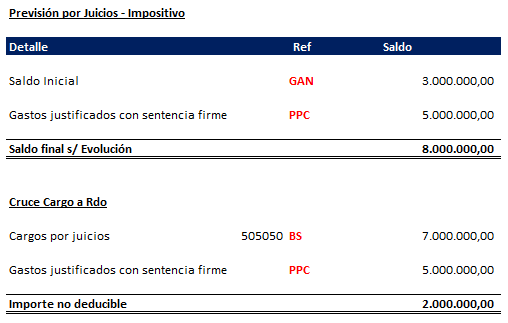 Previsión por Juicios - Impositivo
Detalle Ref Saldo
Saldo Inicial GAN 3.000.000,00
Gastos justificados con sentencia firme PPC 5.000.000,00
Saldo final s/ Evolución 8.000.000,00
Cruce Cargo a Rdo
Cargos por juicios 505050 BS 7.000.000,00
Gastos justificados con sentencia firme PPC 5.000.000,00
Importe no deducible 2.000.000,00